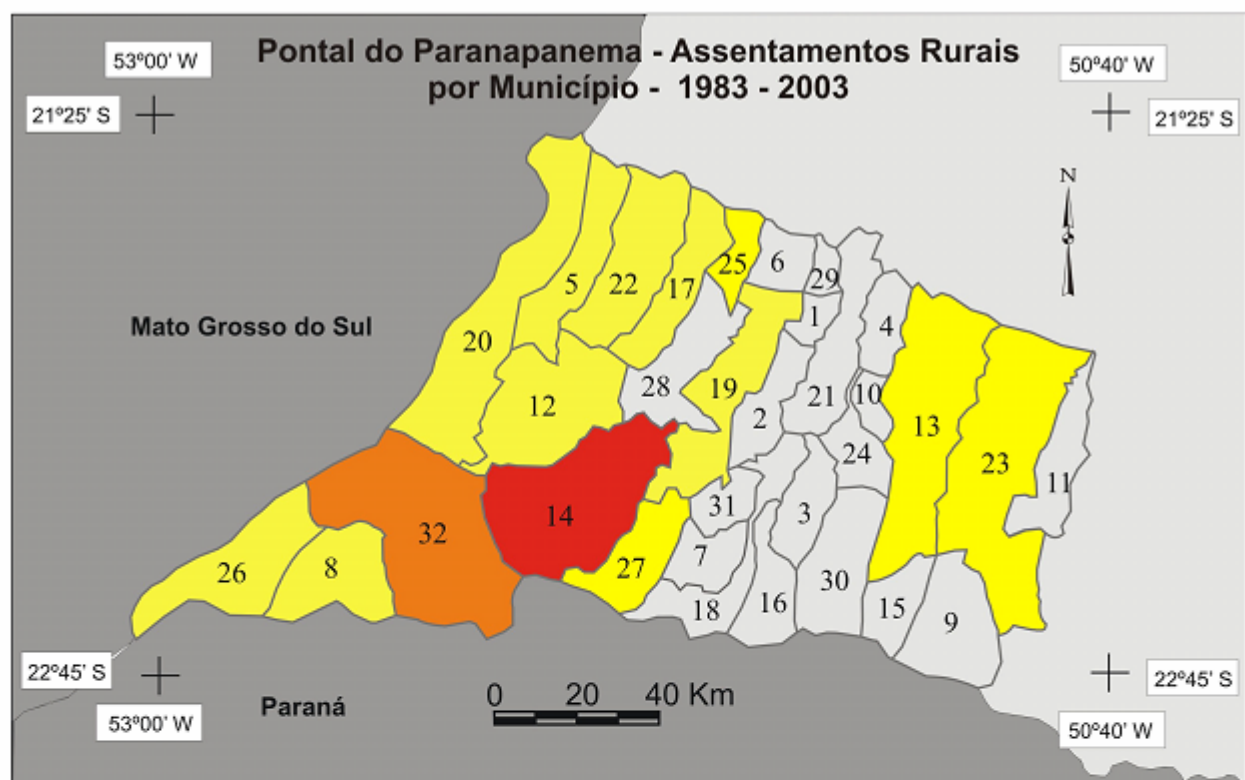 Pontal do Paranapanema - Assentamentos Rurais
por Município - 1983 - 2003
53º00' W
50º40' W
21º25' S
21º25' S
N
25
6
29
5
22
17
1
4
Mato Grosso do Sul
20
28
19
21
10
12
2
13
24
23
11
14
31
3
32
26
8
27
7
18
16
30
15
9
22º45' S
22º45' S
0 20 40 Km
Paraná
53º00' W
50º40' W